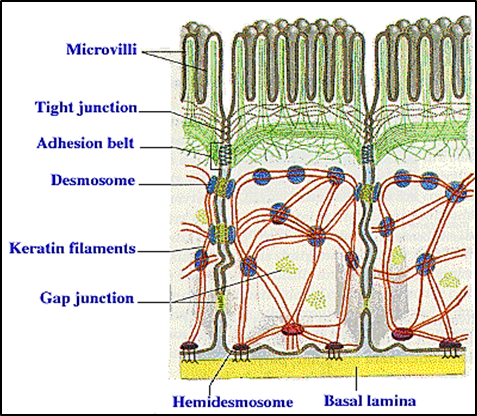 Microvilli
Tight junction
Adhesion belt
Desmosome
Keratin filaments
Gap junction
Hemidesmosome
Basal lamina